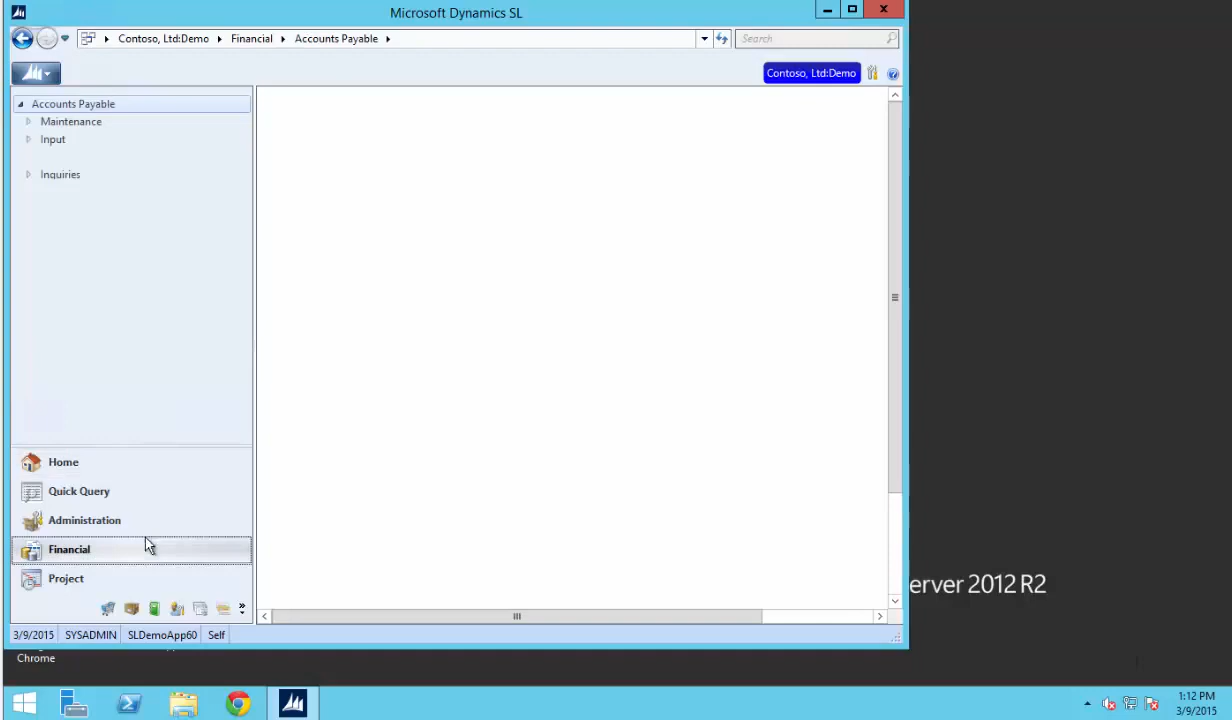 Microsoft Dynamics SL
Contoso, Ltd:Demo Financial Accounts Payable Search
Contoso, Ltd:Demo
Accounts Payable
Maintenance
Input
Inquiries
Home
Quick Query
Administration
Financial
Project
erver 2012 R2
3/9/2015 SYSADMIN SLDemoApp60 Self
Chrome
1:12 PM
3/9/2015